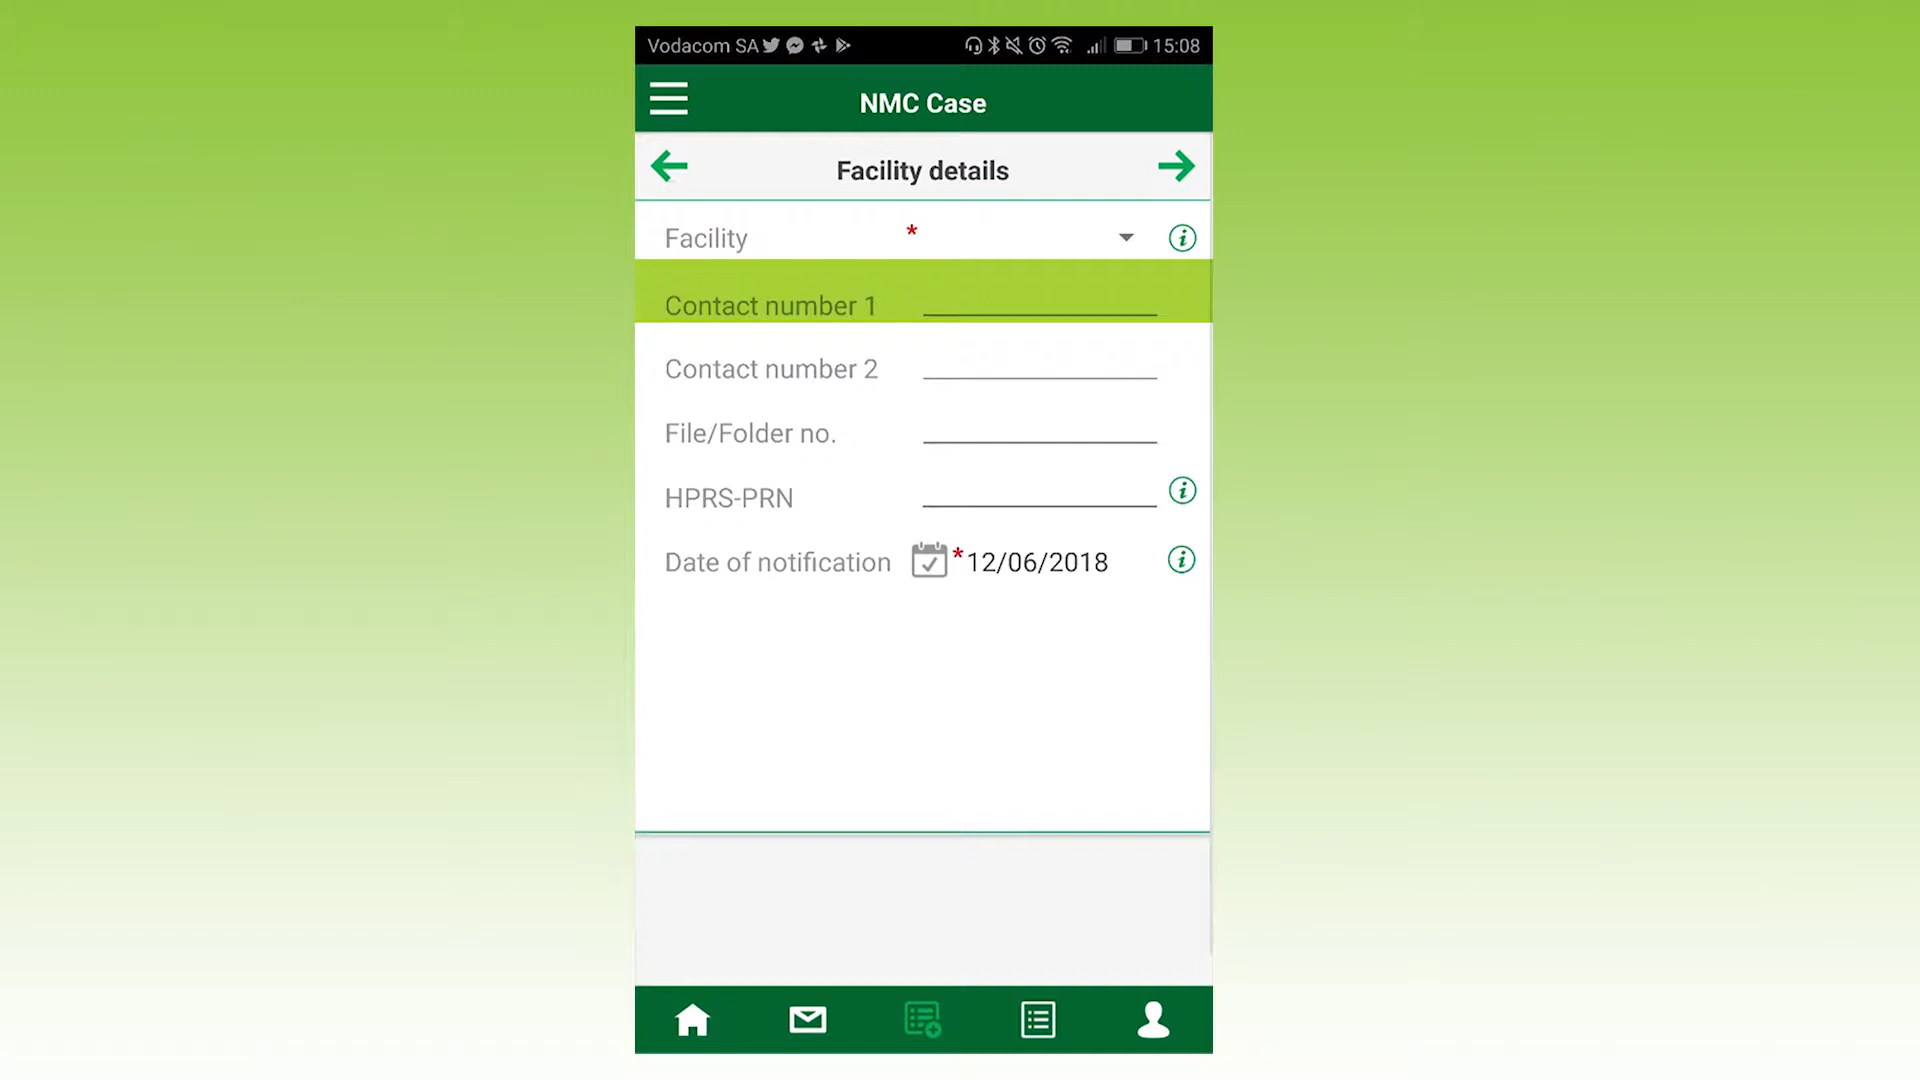 Vodacom SA 15:08
NMC Case
Facility details
Facility *
Contact number 1
Contact number 2
File/Folder no.
HPRS-PRN
Date of notification *12/06/2018